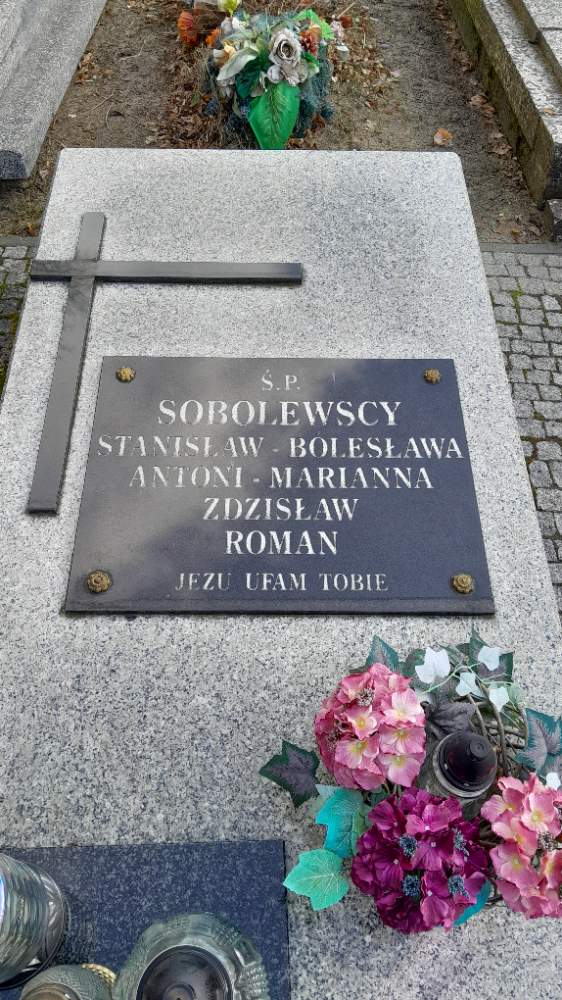 Ś.P.
SOBOLEWSCY
STANISŁAW - BOLESŁAWA
ANTONI - MARIANNA
ZDZISŁAW
ROMAN
JEZU UFAM TOBIE